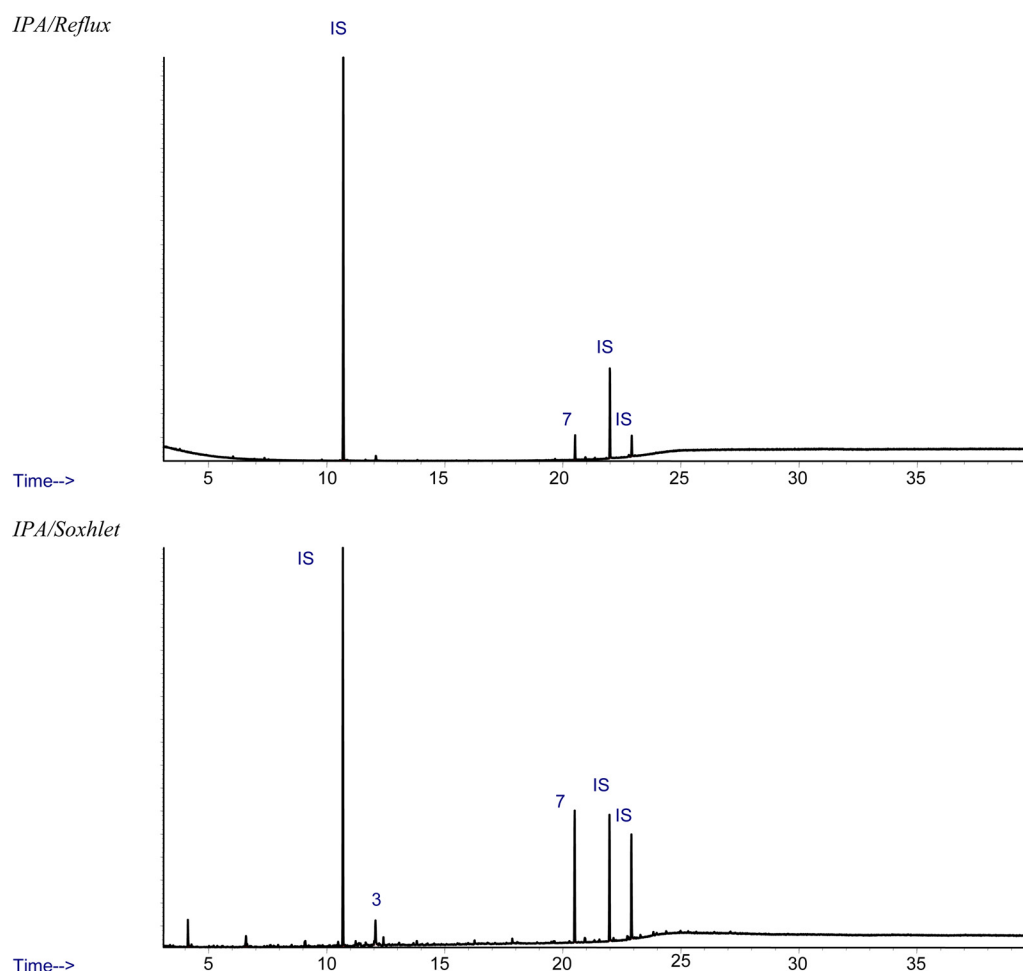 IPA/Reflux
IS
IS
7 IS
5 10 15 20 25 30 35
Time-->
IPA/Soxhlet
IS
IS
7 IS
3
5 10 15 20 25 30 35
Time-->